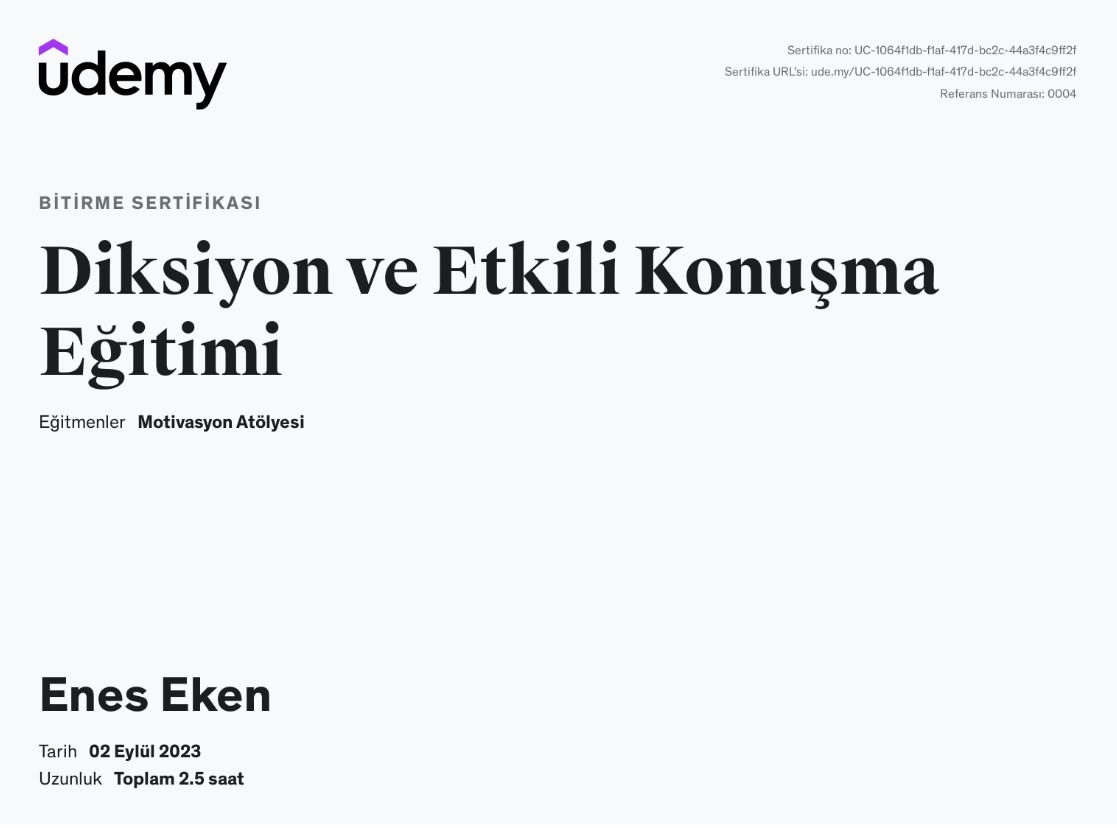 udemy
Sertifika no: UC-1064f1db-f1af-417d-bc2c-44a3f4c9ff2f
Sertifika URL'si: ude.my/UC-1064f1db-f1af-417d-bc2c-44a3f4c9ff2f
Referans Numarası: 0004
BİTİRME SERTİFİKASI
Diksiyon ve Etkili Konuşma
Eğitimi
Eğitmenler Motivasyon Atölyesi
Enes Eken
Tarih 02 Eylül 2023
Uzunluk Toplam 2.5 saat